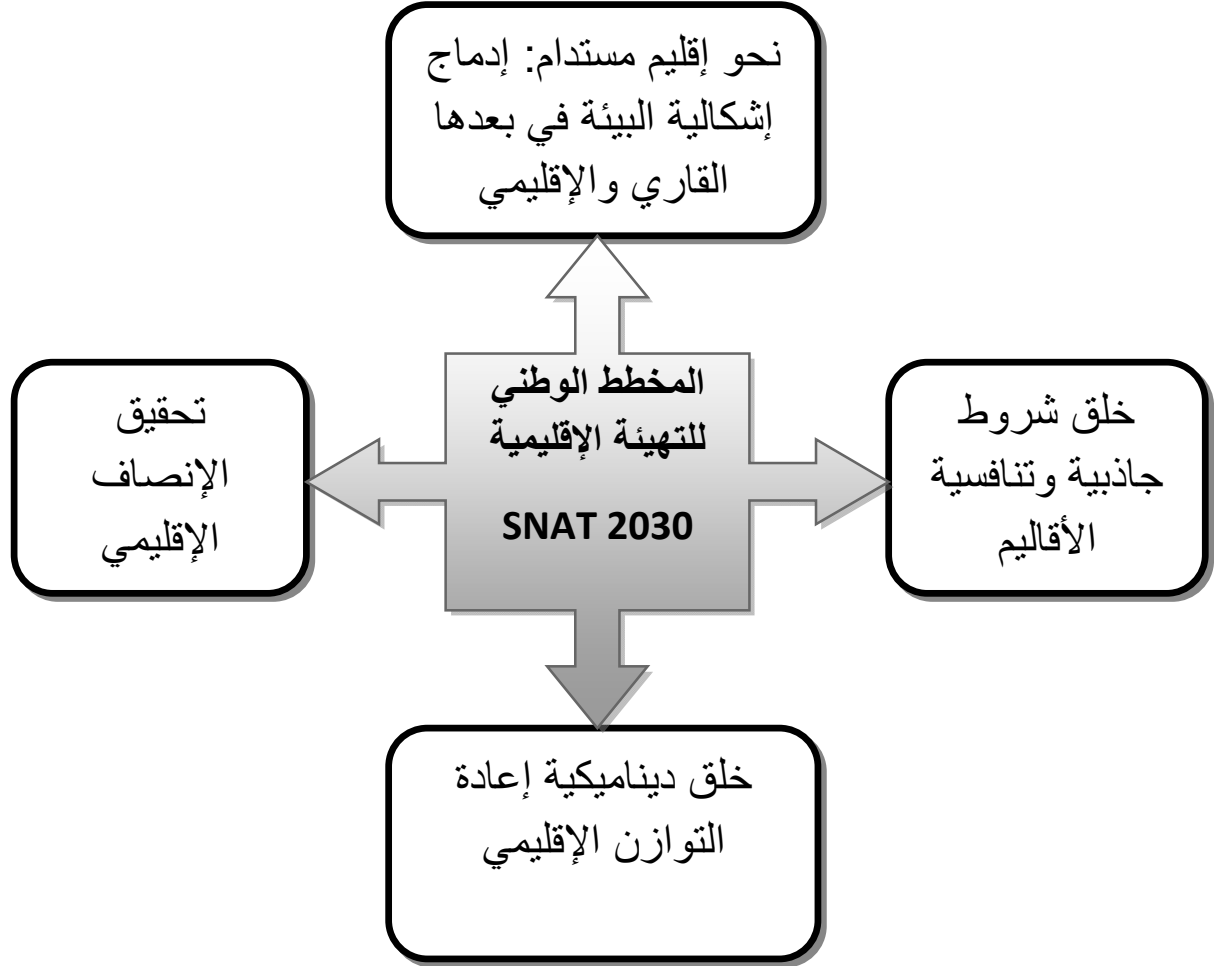 نحو إقليم مستدام: إدماج
إشكالية البيئة في بعدها
القاري والإقليمي
المخطط الوطني
للتهيئة الإقليمية
SNAT 2030
خلق شروط
جاذبية وتنافسية
الأقاليم
تحقيق
الإنصاف
الإقليمي
خلق ديناميكية إعادة
التوازن الإقليمي